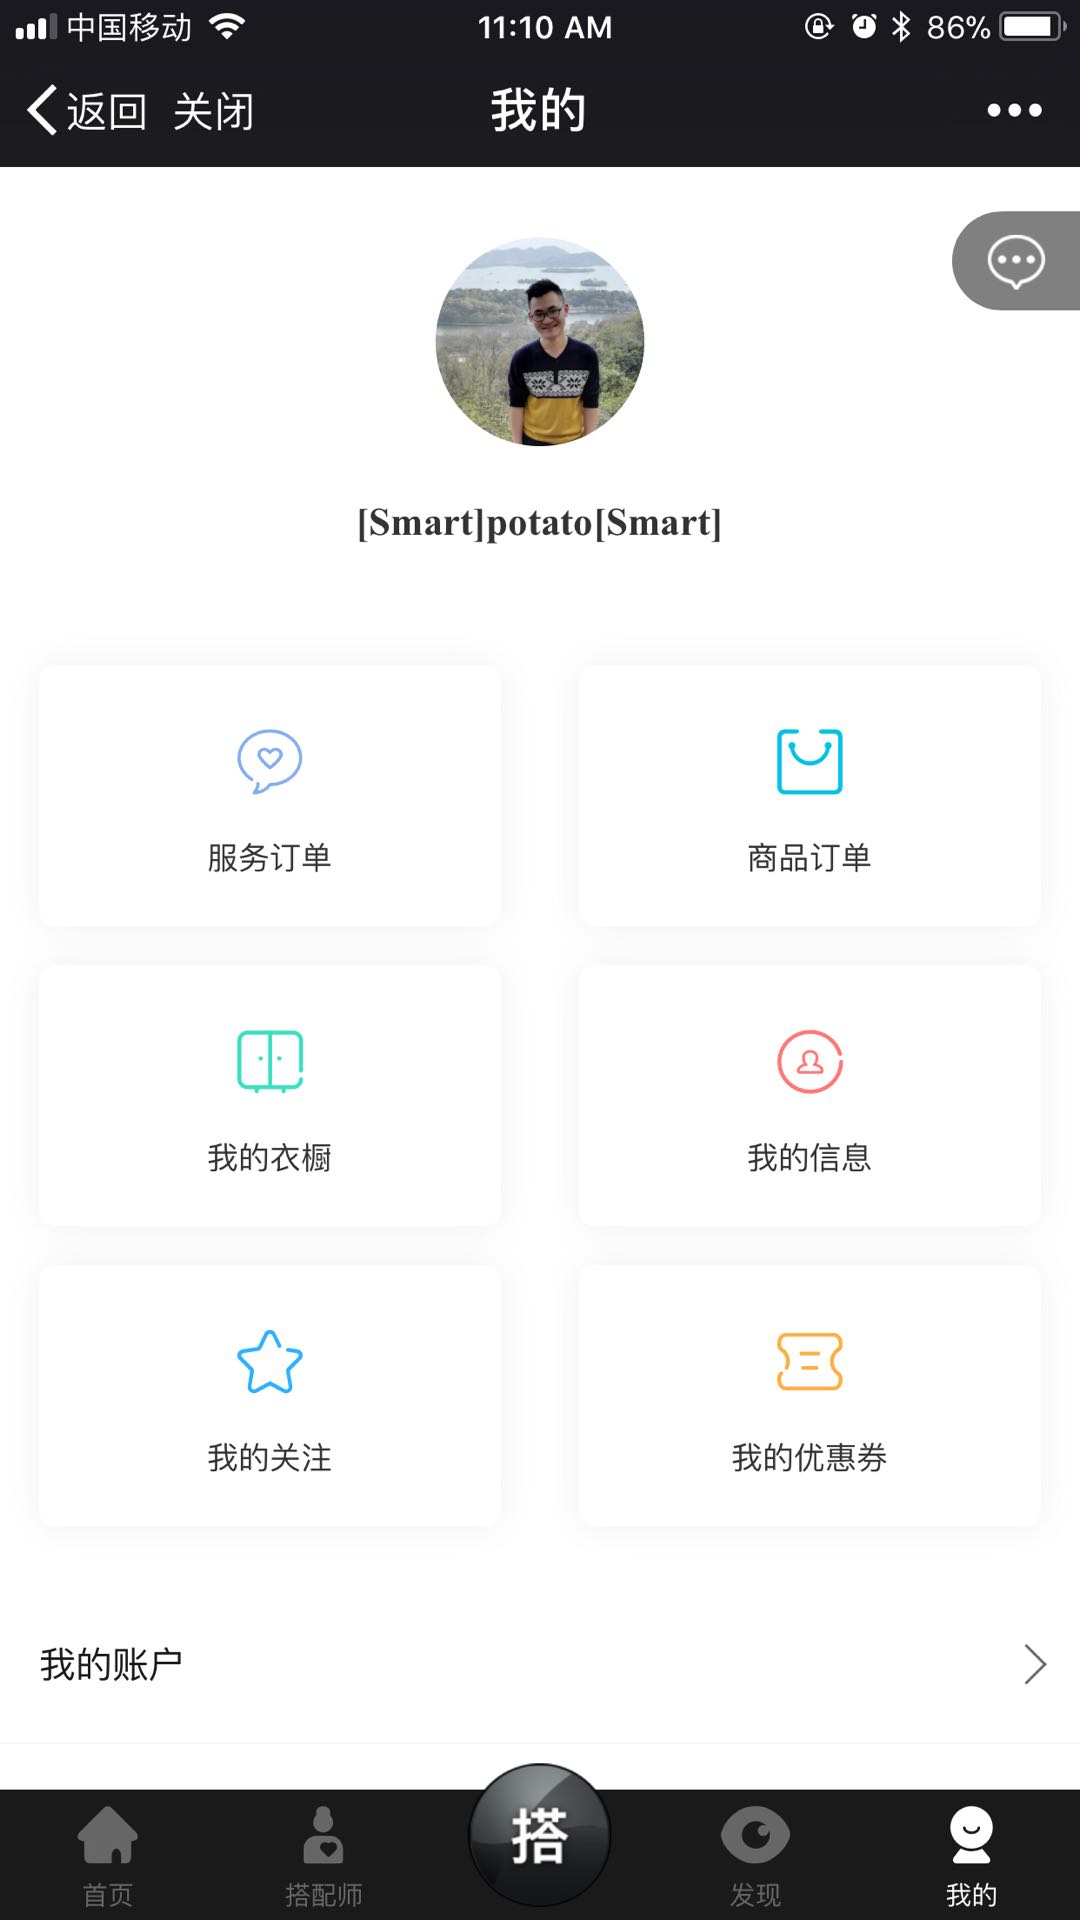 中国移动 11:10 AM 86%
返回 关闭 我的
[Smart]potato[Smart]
服务订单 商品订单
我的衣橱 我的信息
我的关注 我的优惠券
我的账户
搭
首页 搭配师 发现 我的